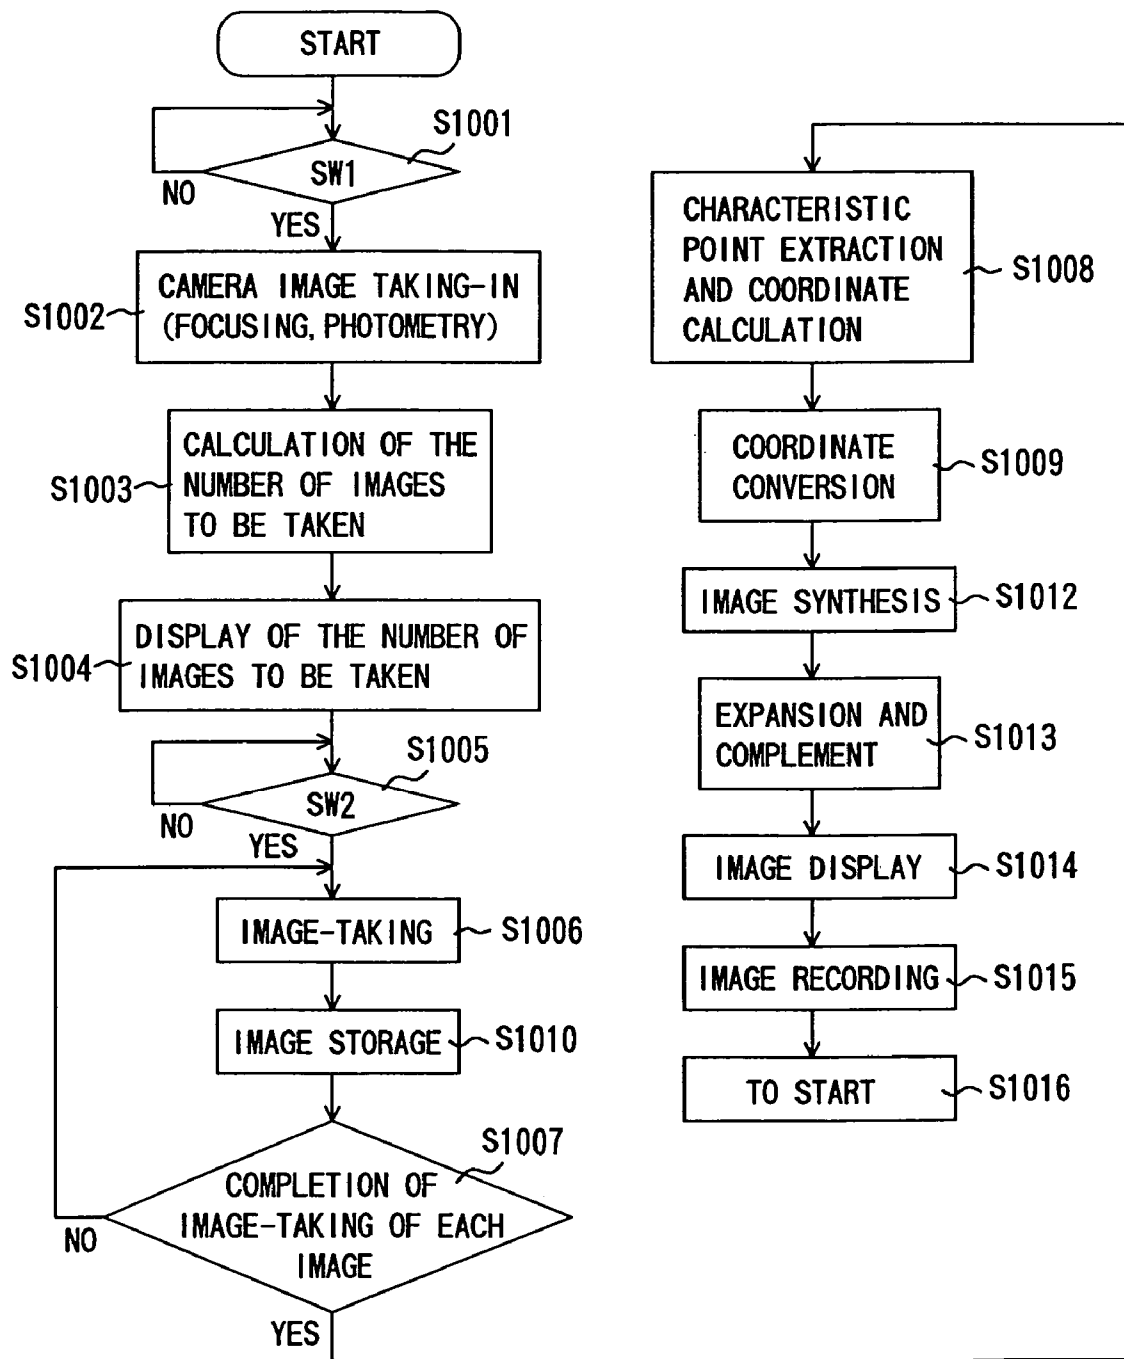 START
S1001
SW1
NO
YES
CAMERA IMAGE TAKING-IN
(FOCUSING, PHOTOMETRY)
S1002
CALCULATION OF THE
NUMBER OF IMAGES
TO BE TAKEN
S1003
DISPLAY OF THE NUMBER OF
IMAGES TO BE TAKEN
S1004
S1005
SW2
NO
YES
IMAGE-TAKING
S1006
IMAGE STORAGE
S1010
S1007
COMPLETION OF
IMAGE-TAKING OF EACH
IMAGE
NO
YES
CHARACTERISTIC
POINT EXTRACTION
AND COORDINATE
CALCULATION
S1008
COORDINATE
CONVERSION
S1009
IMAGE SYNTHESIS
S1012
EXPANSION AND
COMPLEMENT
S1013
IMAGE DISPLAY
S1014
IMAGE RECORDING
S1015
TO START
S1016